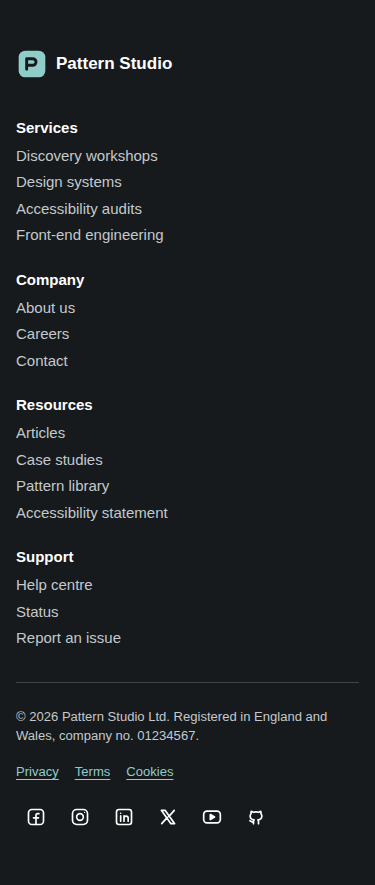 Pattern Studio
Services
Discovery workshops
Design systems
Accessibility audits
Front-end engineering
Company
About us
Careers
Contact
Resources
Articles
Case studies
Pattern library
Accessibility statement
Support
Help centre
Status
Report an issue
© 2026 Pattern Studio Ltd. Registered in England and
Wales, company no. 01234567.
Privacy Terms Cookies